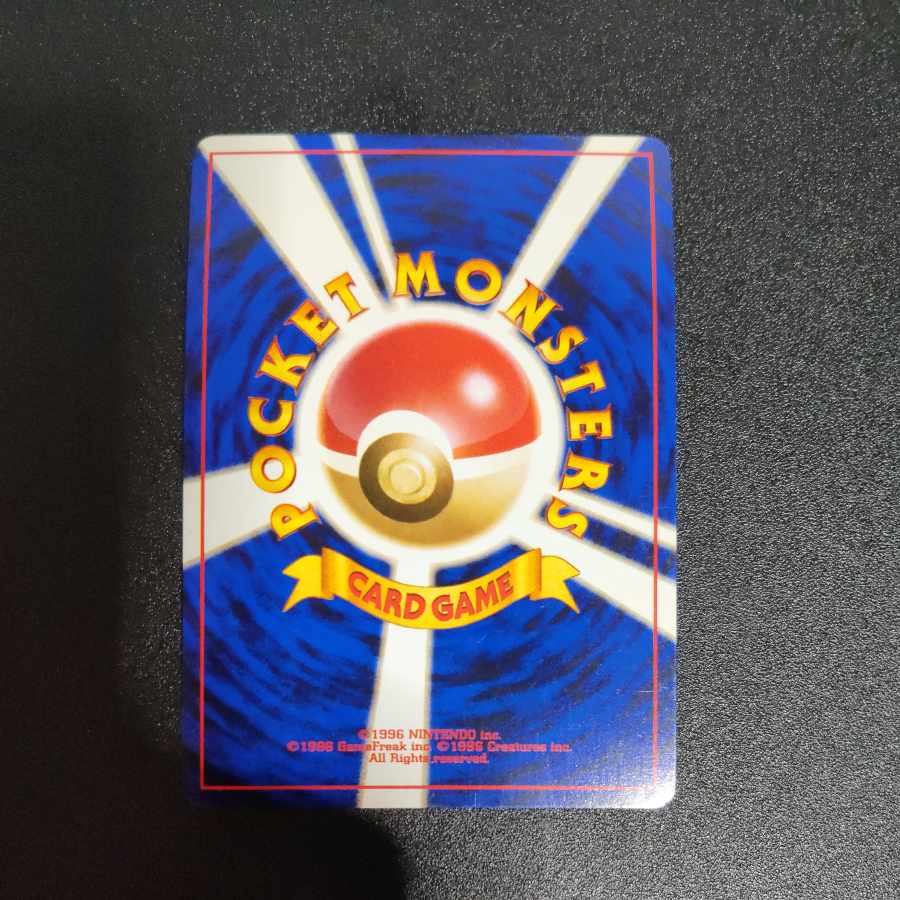 POCKET MONSTERS
CARD GAME
©1996 NINTENDO inc.
©1996 GameFreak inc. ©1996 Creatures inc.
All Rights reserved.